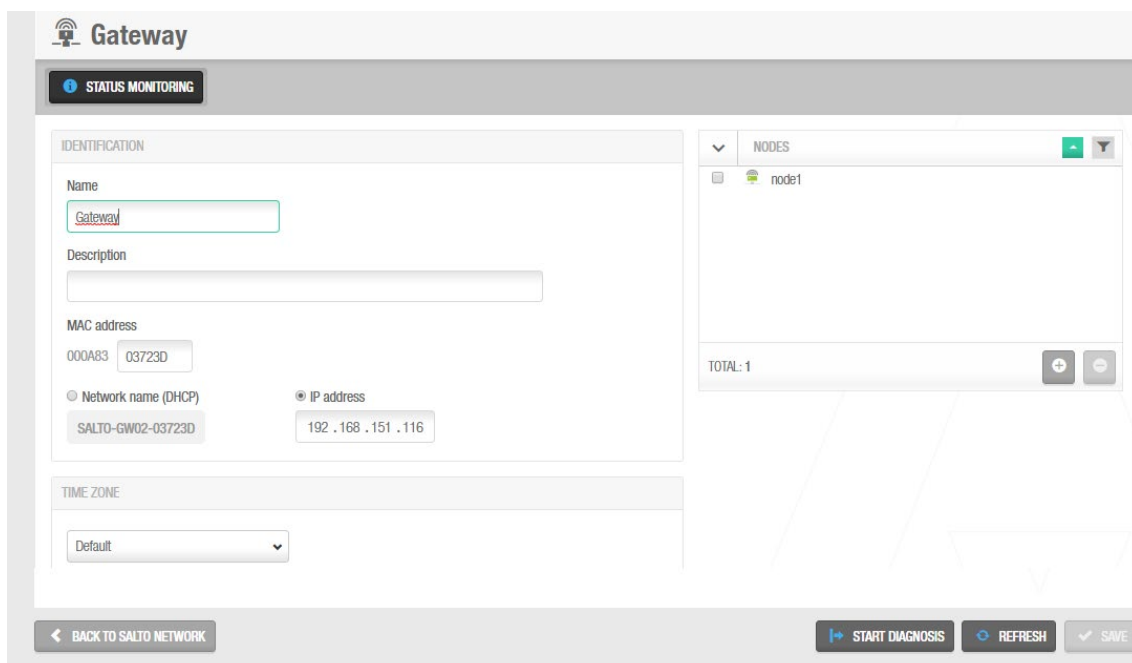 Gateway
STATUS MONITORING
IDENTIFICATION
Name
Gateway
Description
MAC address
000A83 03723D
Network name (DHCP) IP address
SALTO-GW02-03723D 192 . 168 . 151 . 116
TIME ZONE
Default
NODES
node1
TOTAL: 1
BACK TO SALTO NETWORK START DIAGNOSIS REFRESH SAVE